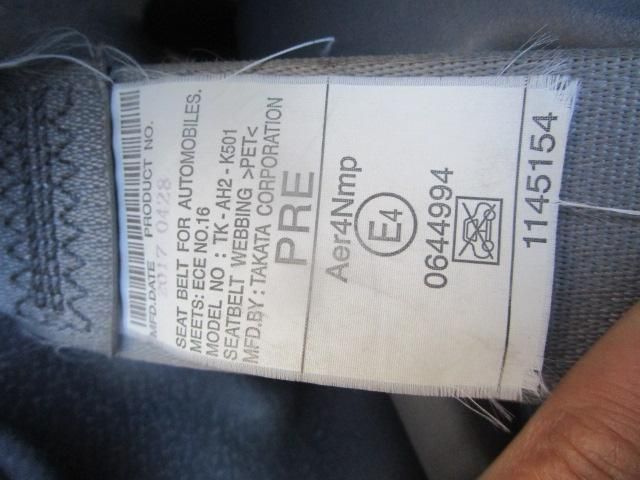 MFD.DATE PRODUCT NO.
2017 0428
SEAT BELT FOR AUTOMOBILES.
MEETS: ECE NO.16
MODEL NO : TK - AH2 - K501
SEATBELT WEBBING >PET<
MFD.BY : TAKATA CORPORATION
PRE
Aer4Nmp
E4
0644994
1145154